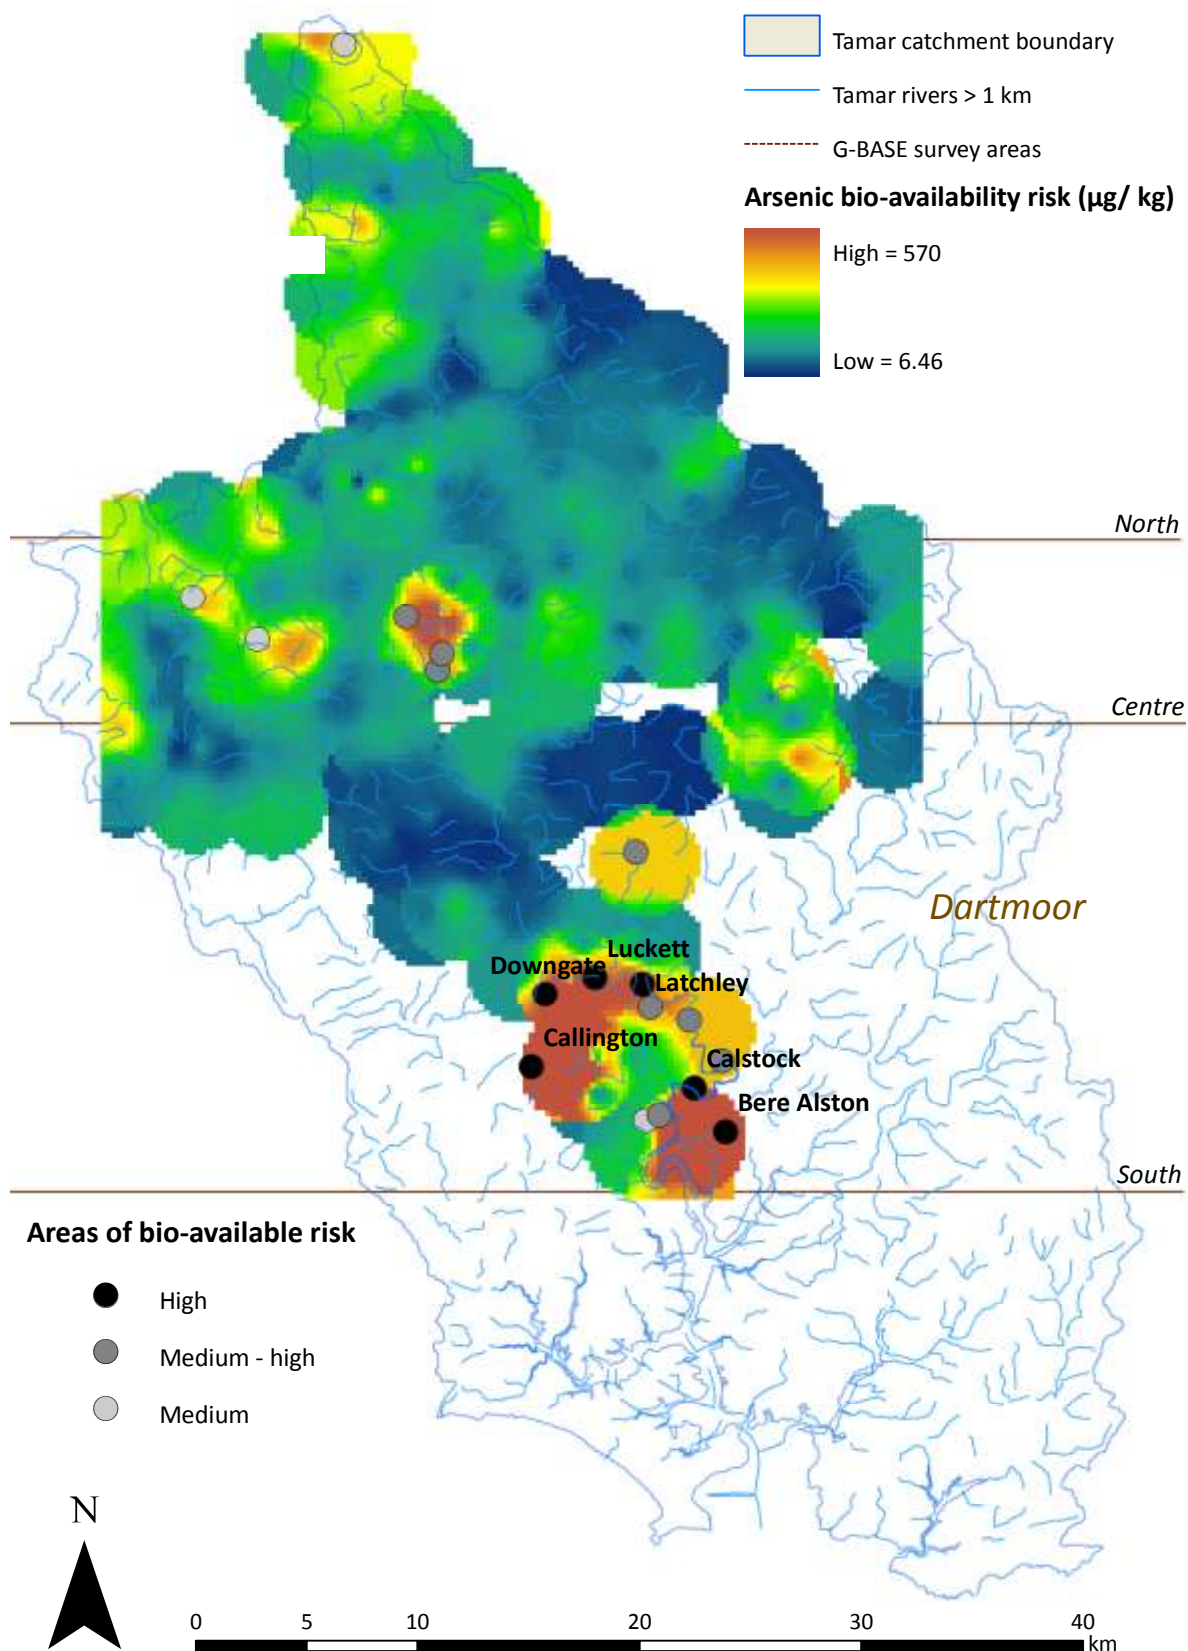 Tamar catchment boundary
Tamar rivers > 1 km
G-BASE survey areas
Arsenic bio-availability risk (µg/ kg)
High = 570
Low = 6.46
North
Centre
Dartmoor
Luckett
Downgate
Latchley
Callington
Calstock
Bere Alston
South
Areas of bio-available risk
High
Medium - high
Medium
N
0 5 10 20 30 40
km